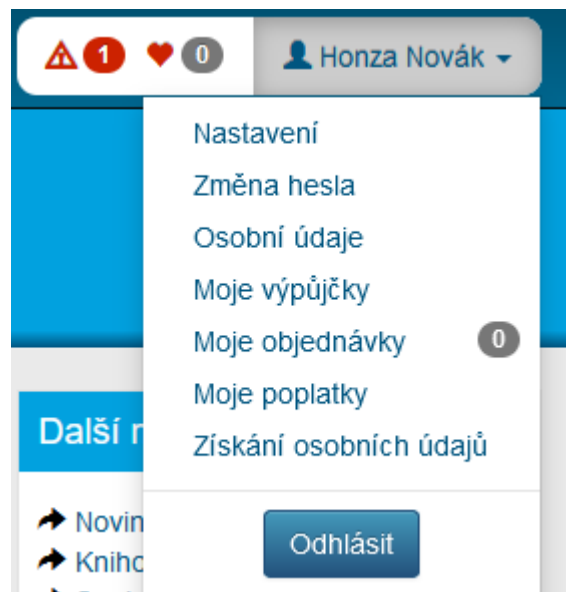 1 0 Honza Novák
Nastavení
Změna hesla
Osobní údaje
Moje výpůjčky
Moje objednávky 0
Moje poplatky
Získání osobních údajů
Další
Odhlásit